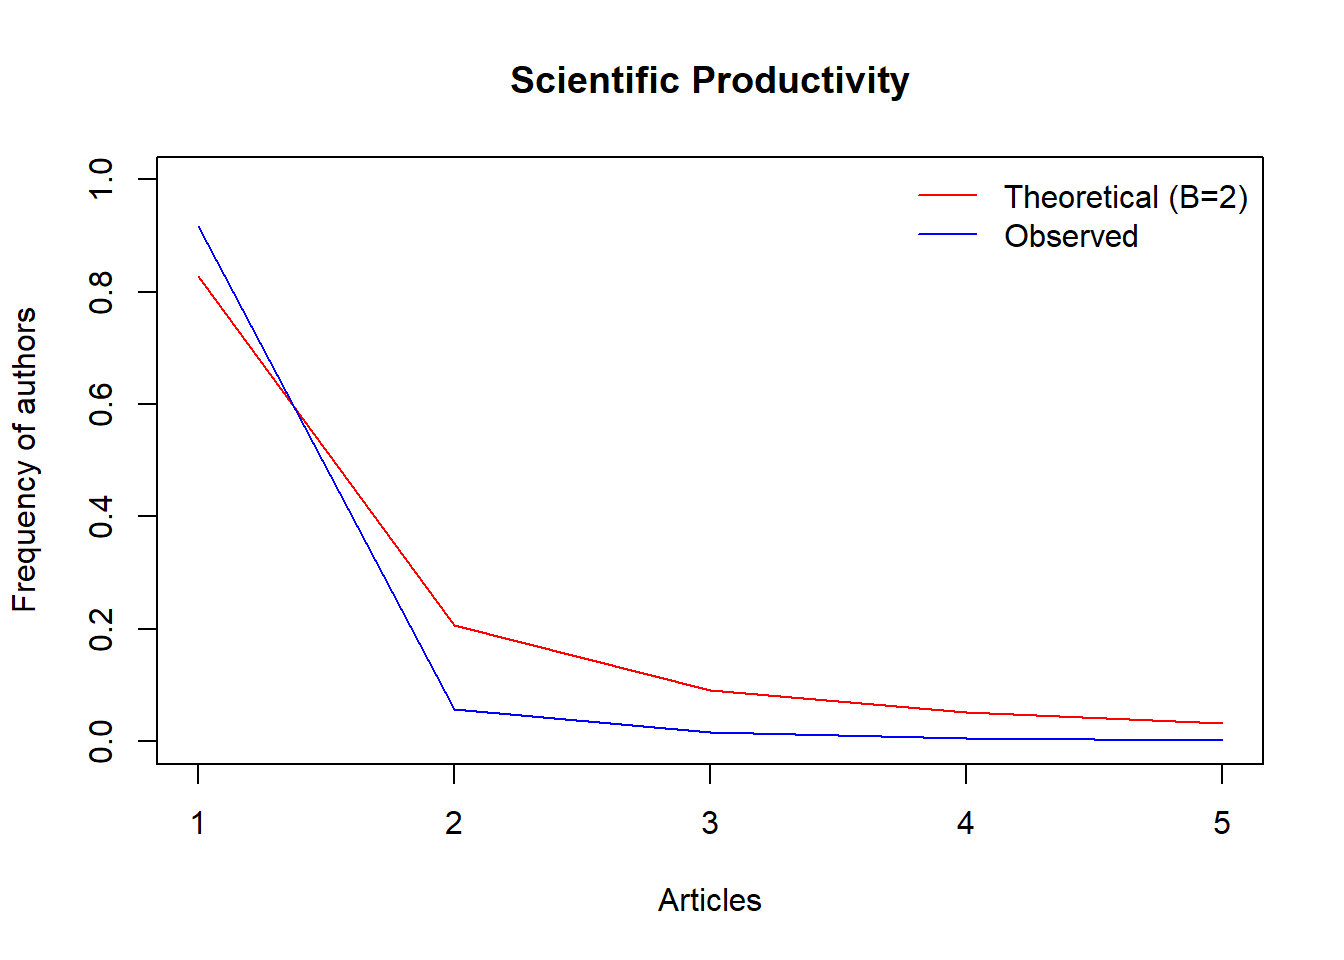 Scientific Productivity
Theoretical (B=2)
Observed
Frequency of authors
1.0
0.8
0.6
0.4
0.2
0.0
1 2 3 4 5
Articles